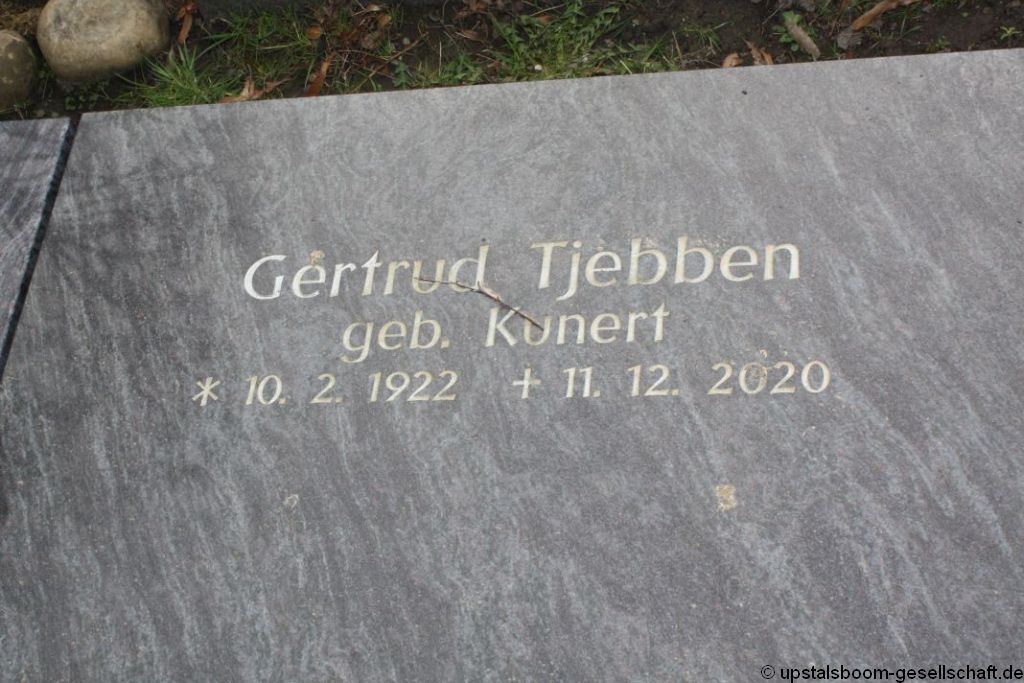 Gertrud Tjebben
geb. Kunert
* 10. 2. 1922 + 11. 12. 2020
© upstalsboom-gesellschaft.de